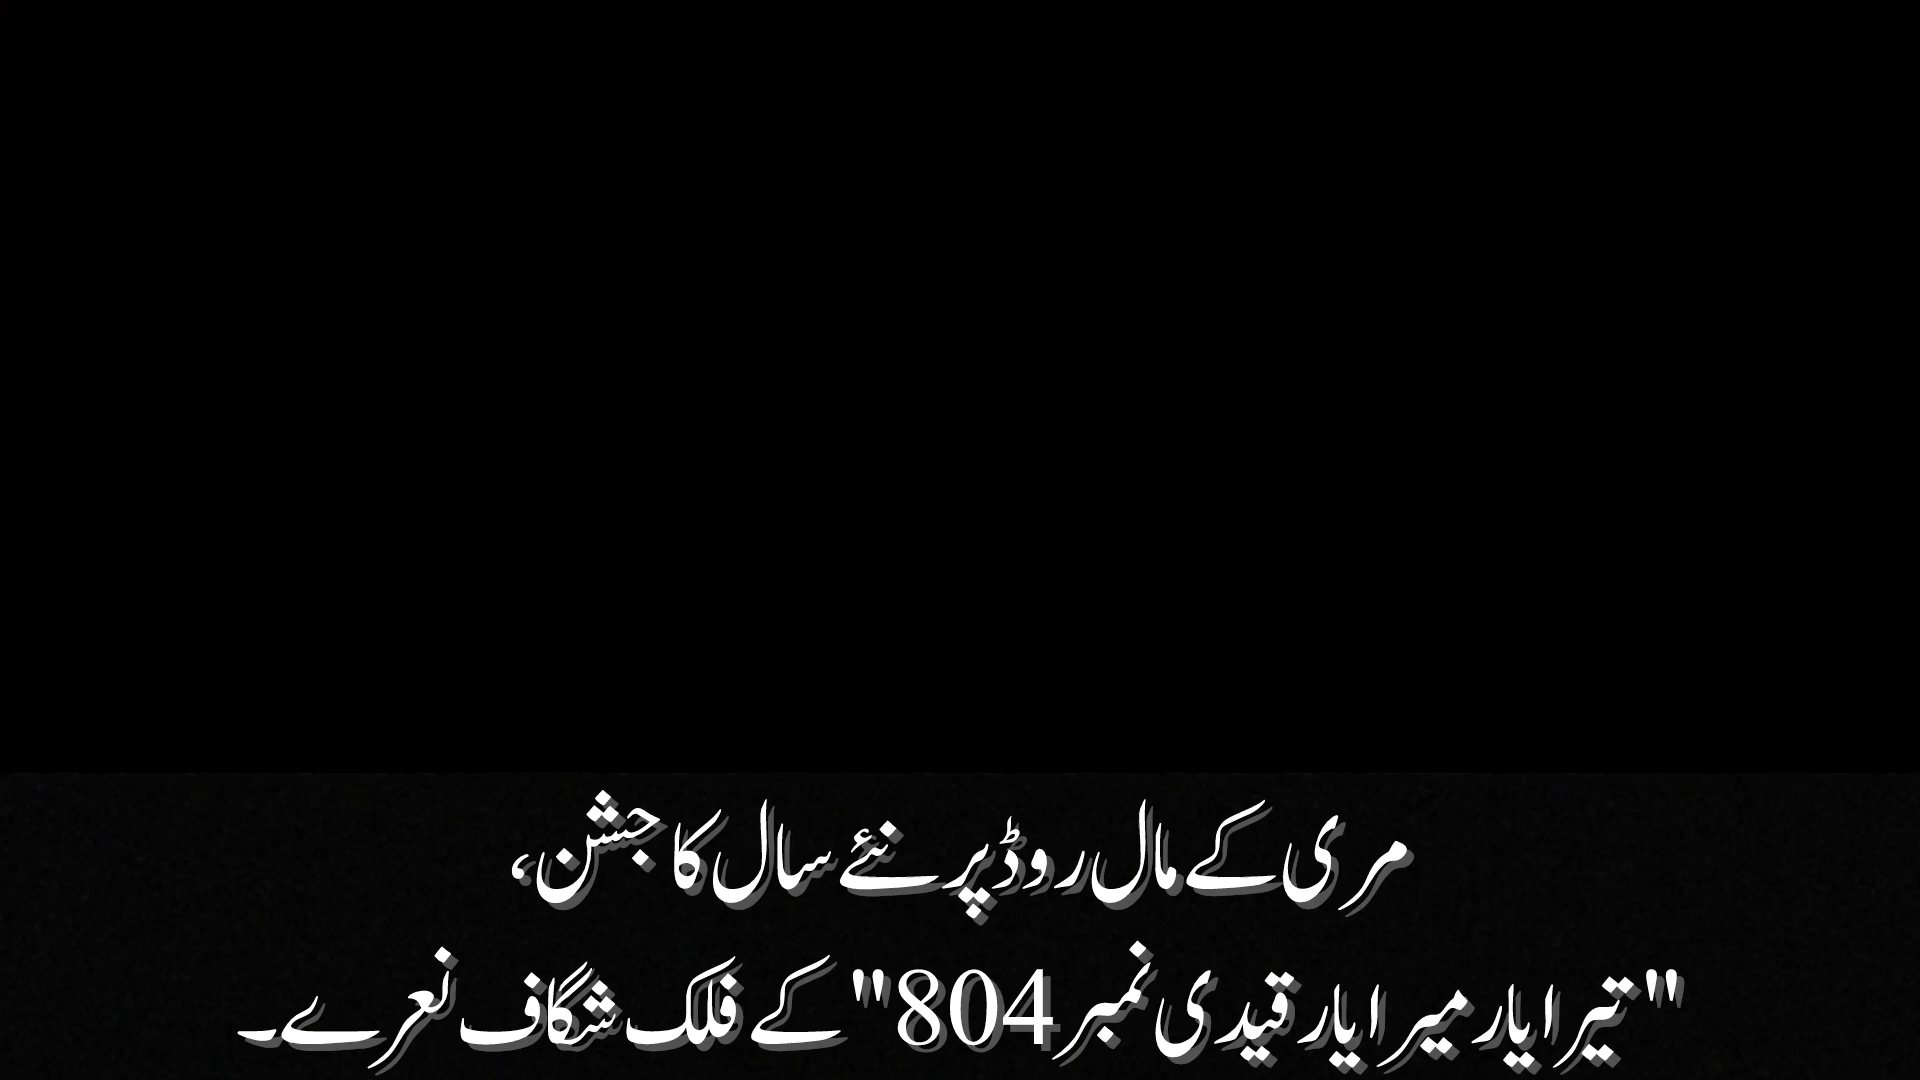 مری کے مال روڈ پر نئے سال کا جشن،
"تیرا یار میرا یار قیدی نمبر 804" کے فلک شگاف نعرے۔